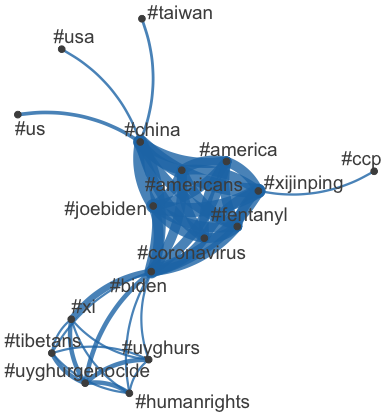 #taiwan
#usa
#us
#china
#america
#ccp
#americans
#xijinping
#joebiden
#fentanyl
#coronavirus
#biden
#xi
#tibetans
#uyghurs
#uyghurgenocide
#humanrights